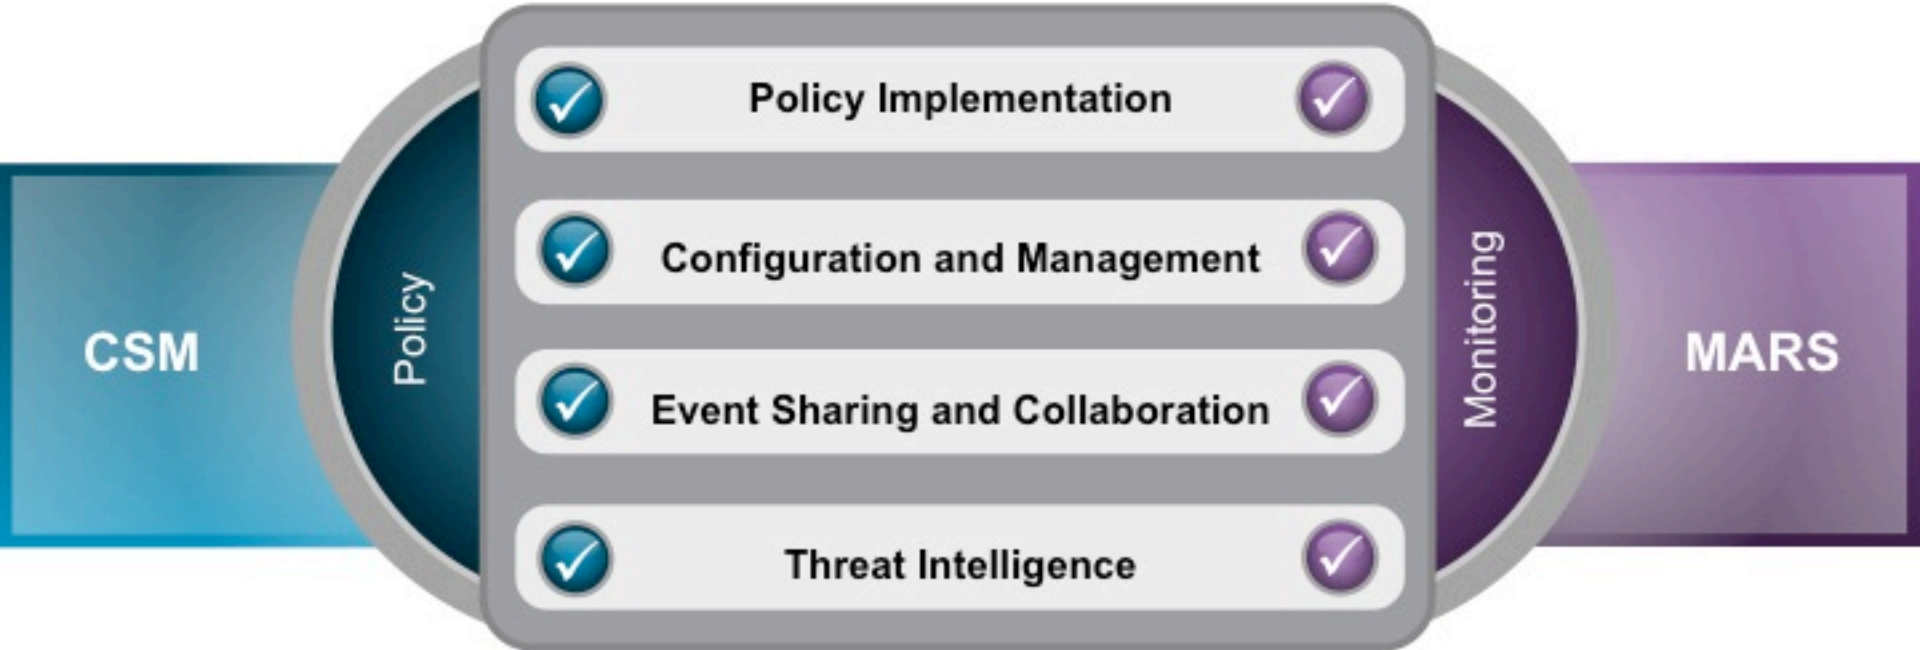 CSM
Policy
Policy Implementation
Configuration and Management
Event Sharing and Collaboration
Threat Intelligence
Monitoring
MARS